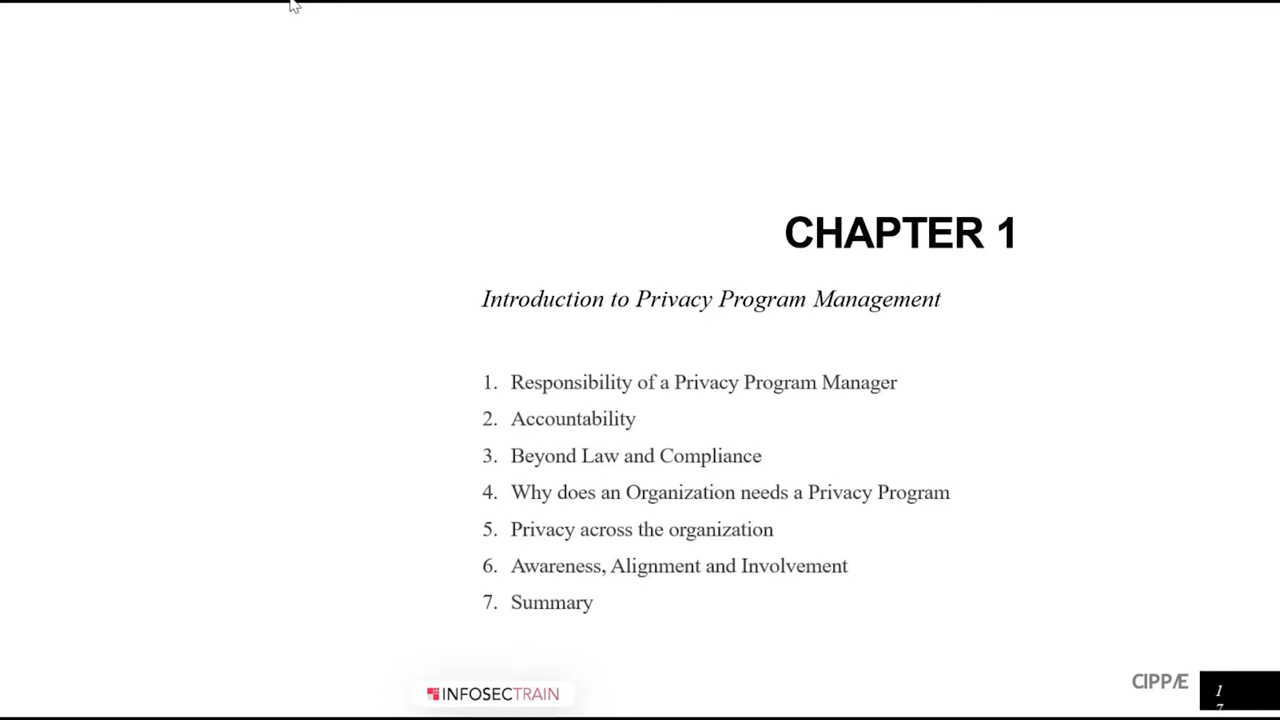 CHAPTER 1
Introduction to Privacy Program Management
1. Responsibility of a Privacy Program Manager
2. Accountability
3. Beyond Law and Compliance
4. Why does an Organization needs a Privacy Program
5. Privacy across the organization
6. Awareness, Alignment and Involvement
7. Summary
INFOSECTRAIN
CIPP/E
1
7